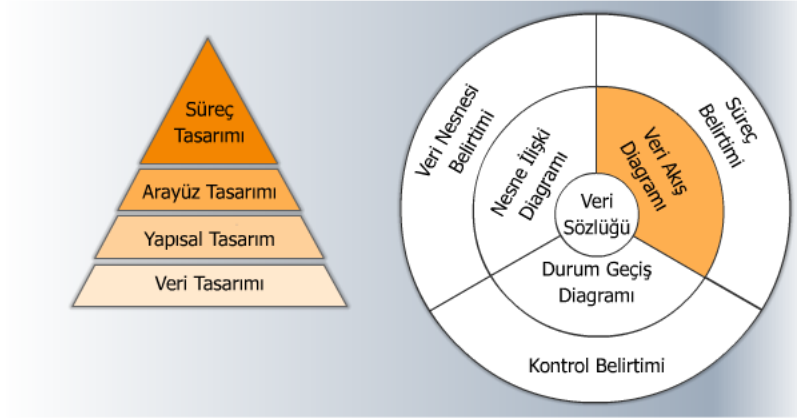 Süreç
Tasarımı
Arayüz Tasarımı
Yapısal Tasarım
Veri Tasarımı
Veri Nesnesi
Belirtimi
Süreç
Belirtimi
Nesne İlişki
Diagramı
Veri Akış
Diagramı
Veri
Sözlüğü
Durum Geçiş
Diagramı
Kontrol Belirtimi